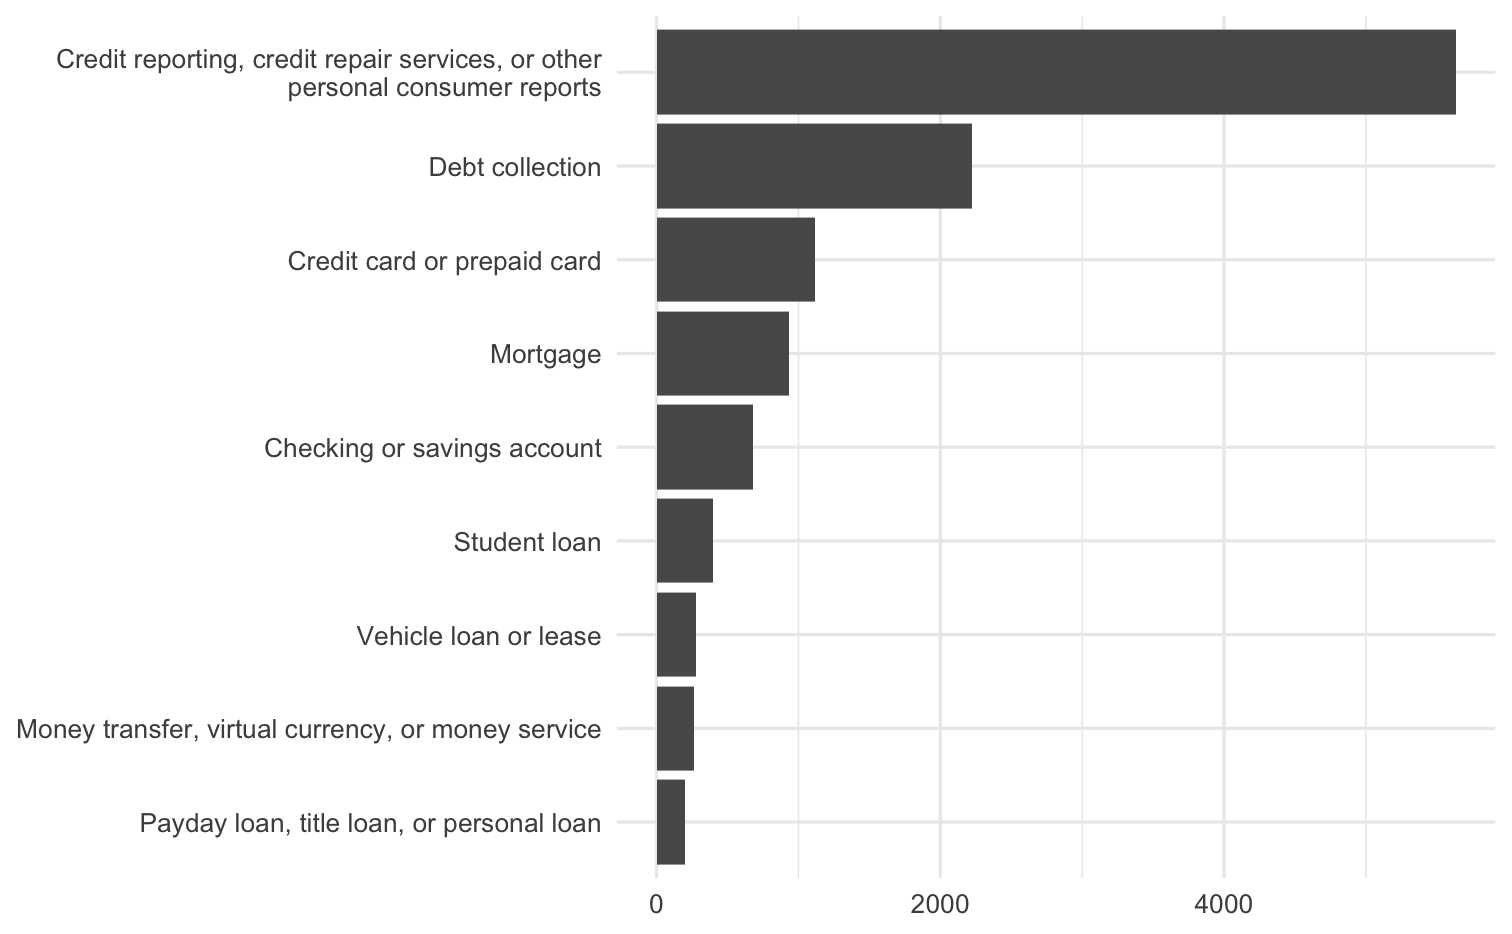 Credit reporting, credit repair services, or other
personal consumer reports
Debt collection
Credit card or prepaid card
Mortgage
Checking or savings account
Student loan
Vehicle loan or lease
Money transfer, virtual currency, or money service
Payday loan, title loan, or personal loan
0 2000 4000